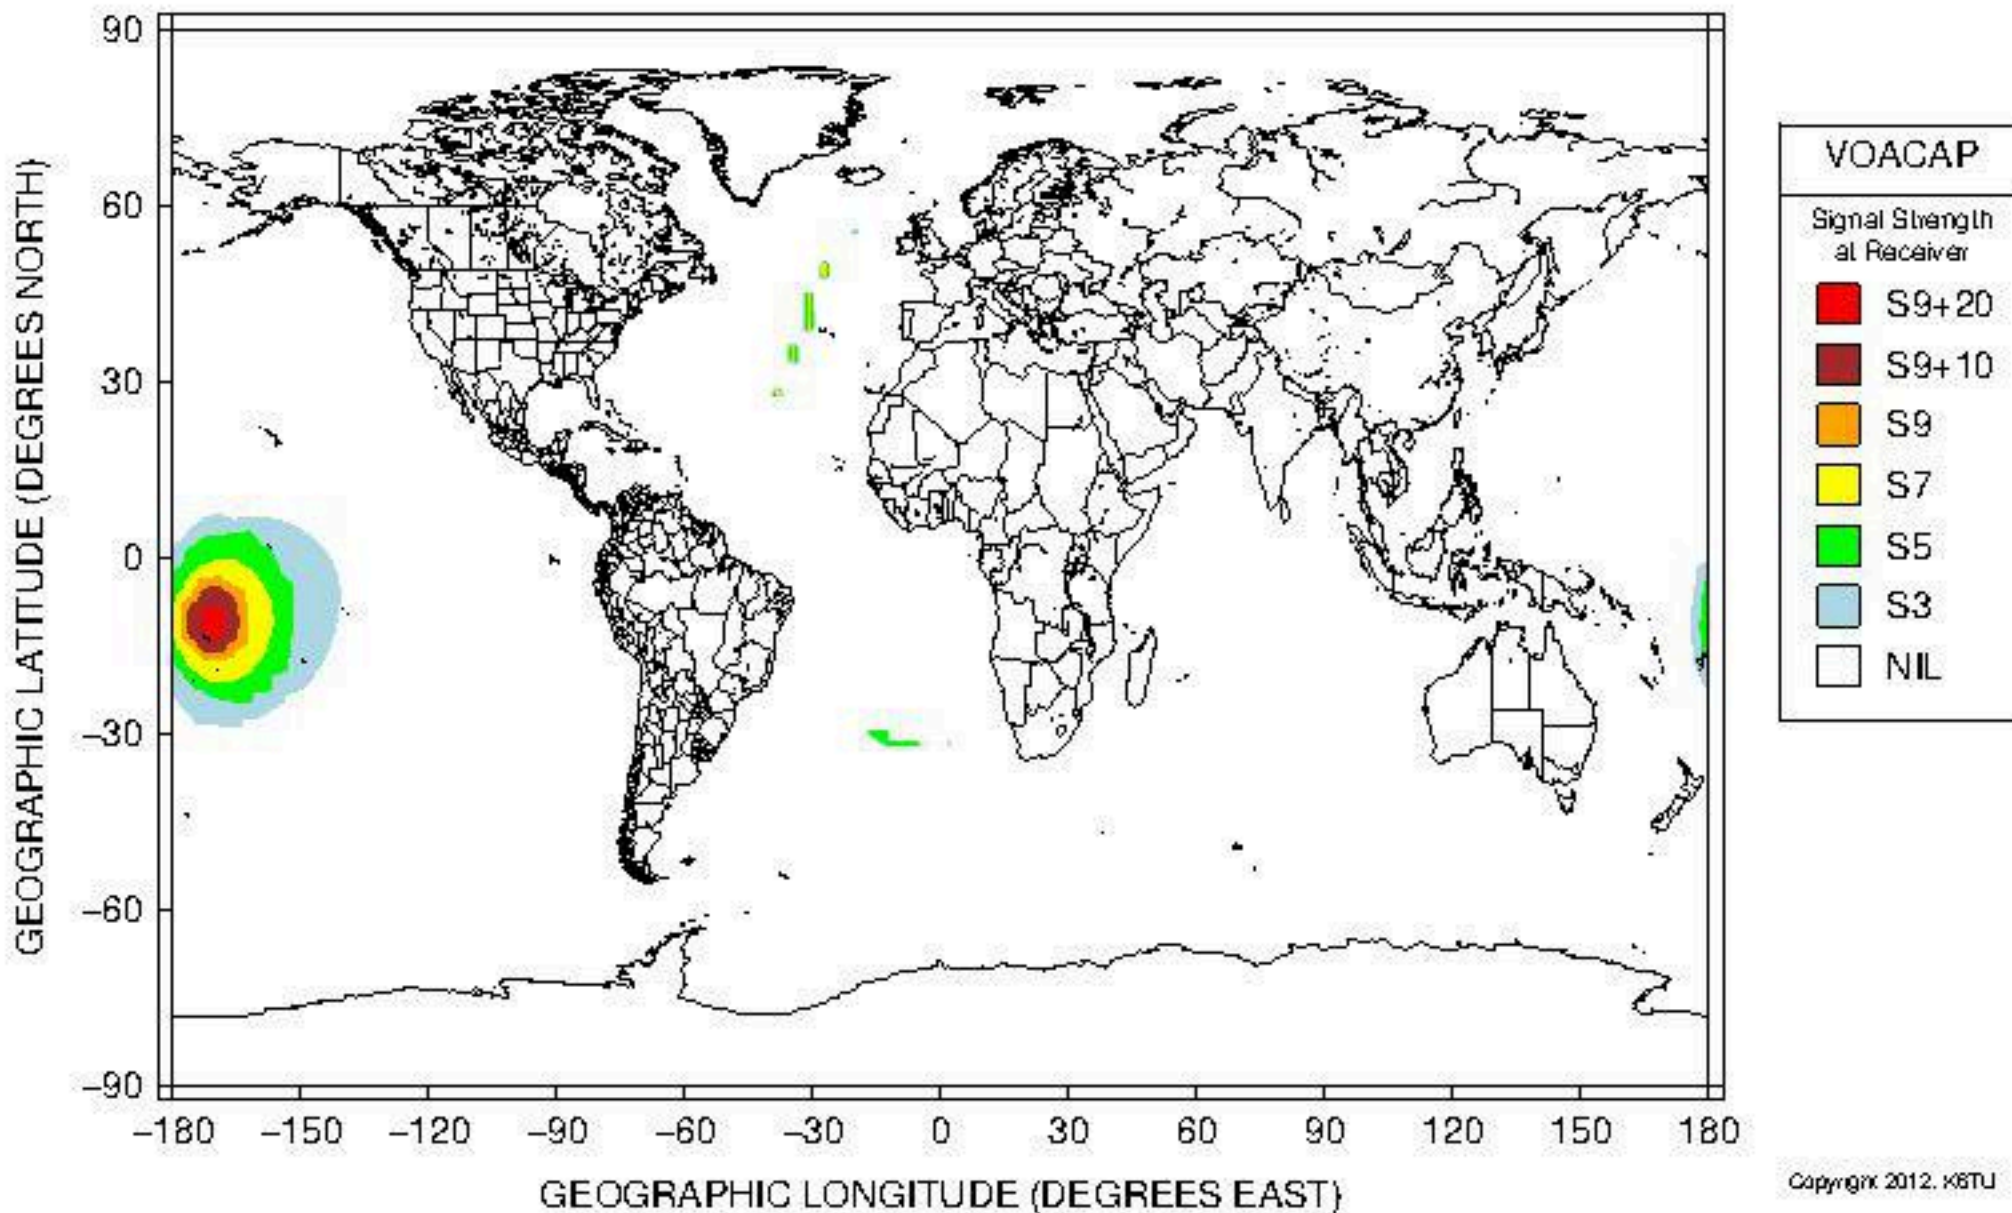 90
60
30
0
−30
−60
−90
GEOGRAPHIC LATITUDE (DEGREES NORTH)
−180 −150 −120 −90 −60 −30 0 30 60 90 120 150 180
GEOGRAPHIC LONGITUDE (DEGREES EAST)
VOACAP
Signal Strength
at Receiver
S9+20
S9+10
S9
S7
S5
S3
NIL
Copyright 2012, K6TU